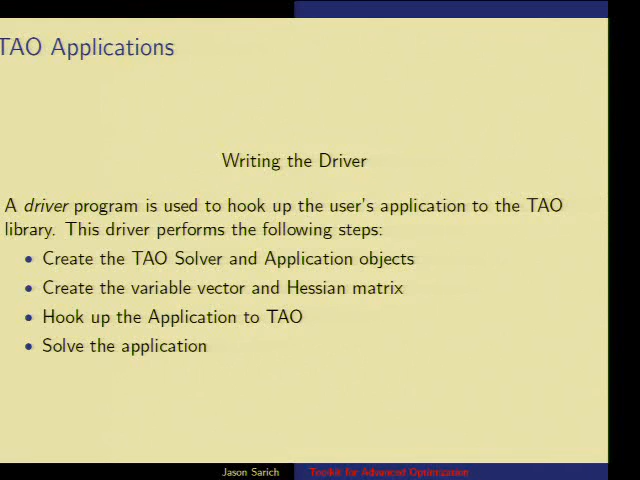 TAO Applications
Writing the Driver
A driver program is used to hook up the user's application to the TAO
library. This driver performs the following steps:
• Create the TAO Solver and Application objects
• Create the variable vector and Hessian matrix
• Hook up the Application to TAO
• Solve the application
Jason Sarich Toolkit for Advanced Optimization